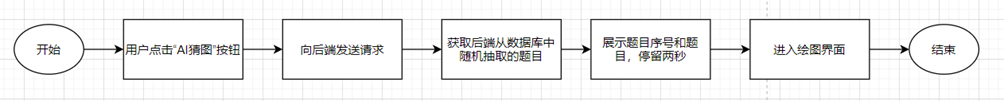 开始
用户点击“AI猜图”按钮
向后端发送请求
获取后端从数据库中
随机抽取的题目
展示题目序号和题
目，停留两秒
进入绘图界面
结束